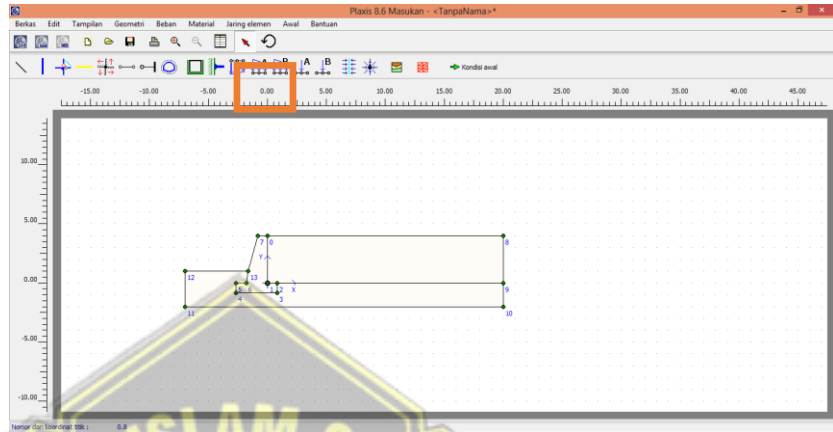 Plaxis 8.6 Masukan - <TanpaNama>*
Berkas Edit Tampilan Geometri Beban Material Jaring elemen Awal Bantuan
A B A B Kondisi awal
-15.00 -10.00 -5.00 0.00 5.00 10.00 15.00 20.00 25.00 30.00 35.00 40.00 45.00
10.00
5.00
7 0 8
Y
12 13
0.00
5 6 1 2 X 9
4 3
11 10
-5.00
-10.00
ISLAM
Nomor dan koordinat titik : 0.8